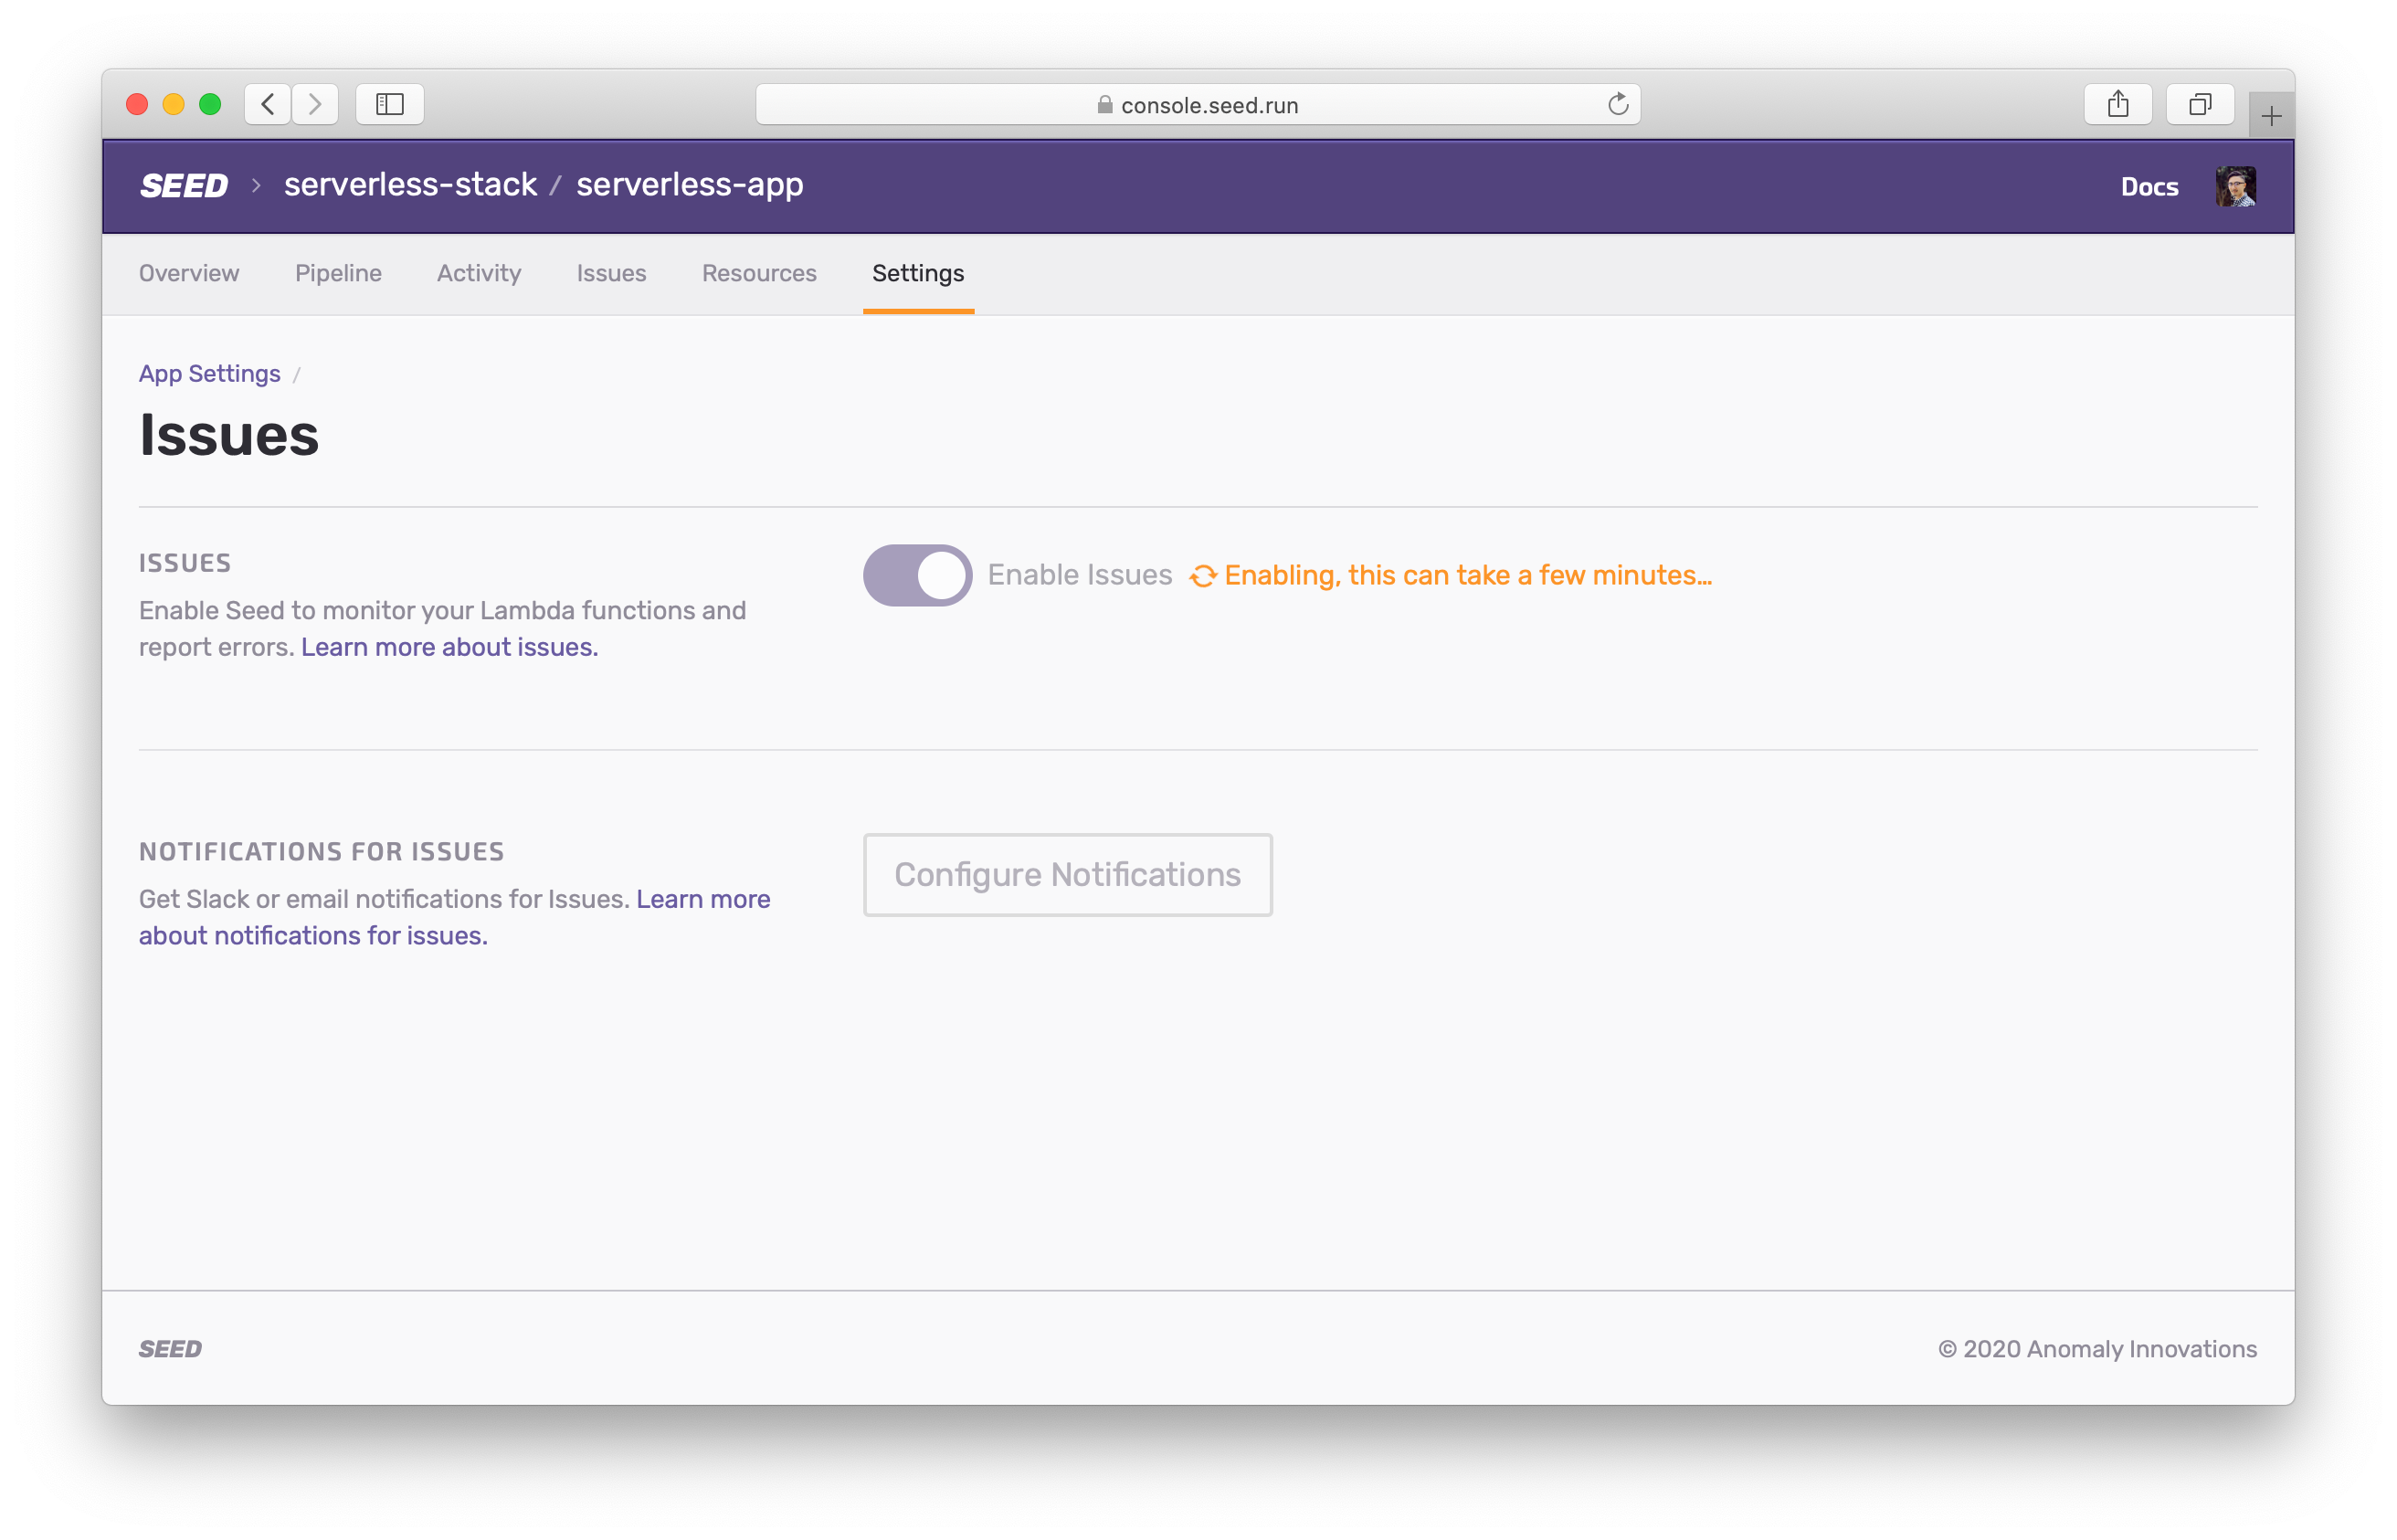 console.seed.run
SEED > serverless-stack / serverless-app Docs
Overview Pipeline Activity Issues Resources Settings
App Settings /
Issues
ISSUES
Enable Seed to monitor your Lambda functions and
report errors. Learn more about issues.
Enable Issues Enabling, this can take a few minutes...
NOTIFICATIONS FOR ISSUES
Get Slack or email notifications for Issues. Learn more
about notifications for issues.
Configure Notifications
SEED © 2020 Anomaly Innovations